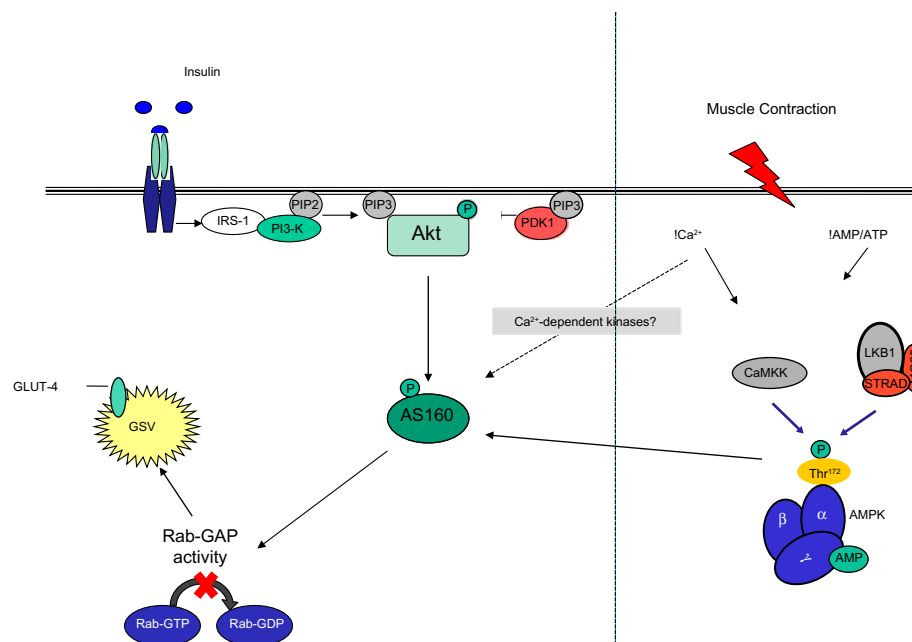 Insulin
Muscle Contraction
PIP2
PIP3
P
PIP3
IRS-1
PI3-K
Akt
PDK1
!Ca²⁺
!AMP/ATP
Ca²⁺-dependent kinases?
LKB1
STRAD
CaMKK
GLUT-4
GSV
P
AS160
P
Thr¹⁷²
β
α
AMPK
γ
AMP
Rab-GAP
activity
Rab-GTP
Rab-GDP